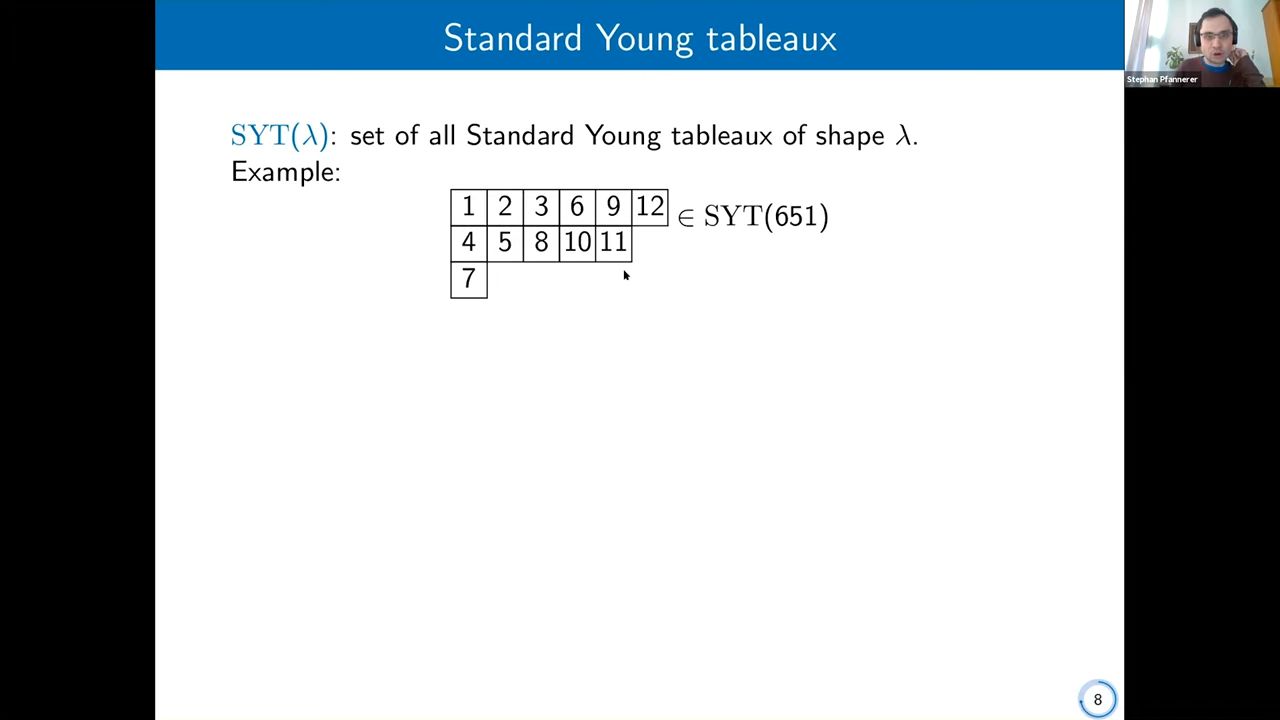 Standard Young tableaux
Stephan Pfannerer
SYT(λ): set of all Standard Young tableaux of shape λ.
Example:
1 2 3 6 9 12 ∈ SYT(651)
4 5 8 10 11
7
8